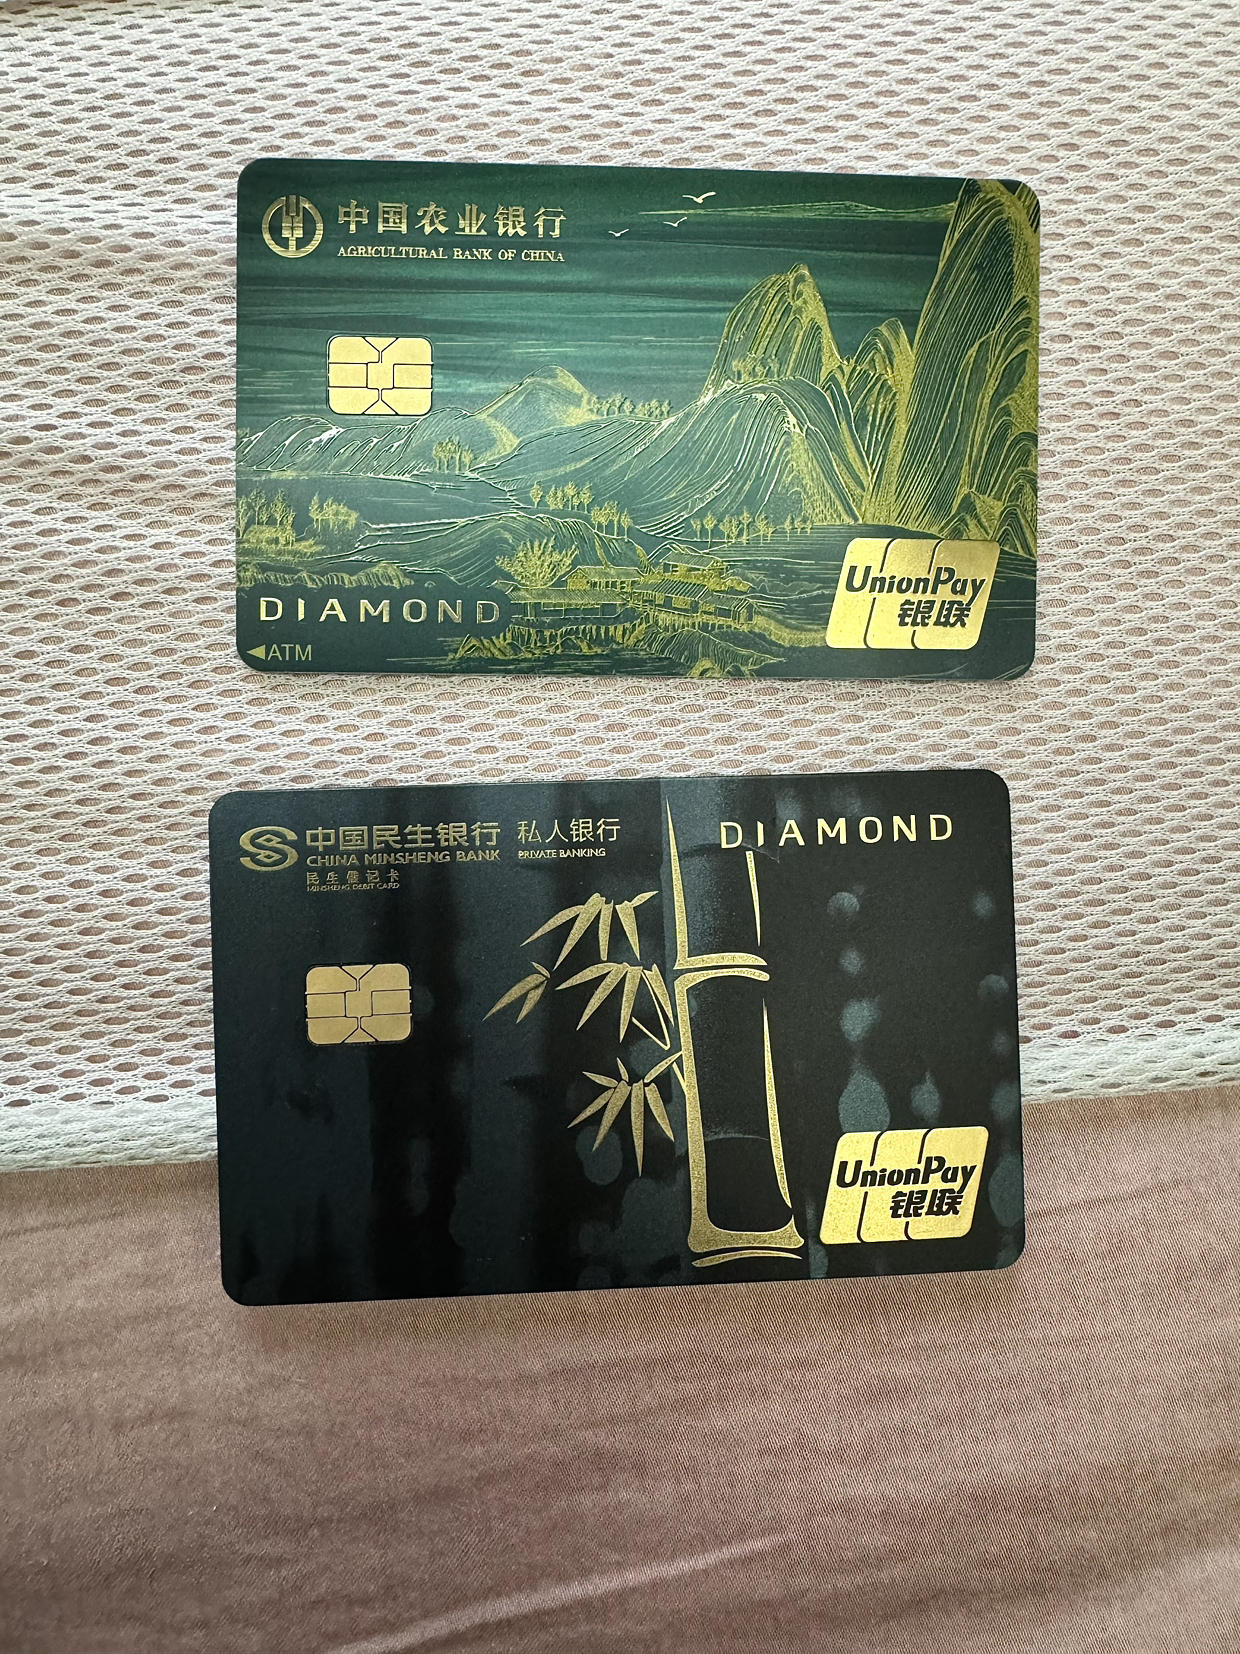 中国农业银行
AGRICULTURAL BANK OF CHINA
DIAMOND
ATM
UnionPay
银联
中国民生银行 私人银行
CHINA MINSHENG BANK PRIVATE BANKING
民生借记卡
MINSHENG DEBIT CARD
DIAMOND
UnionPay
银联